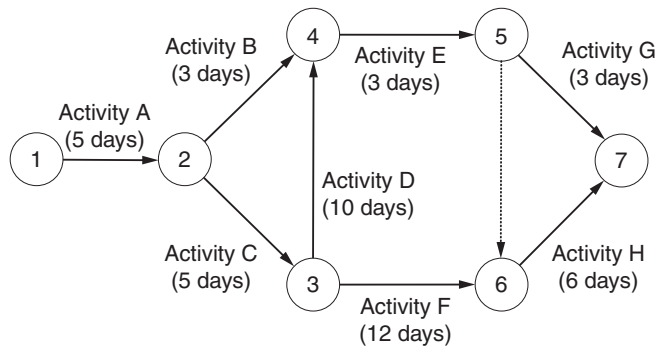 Activity B
(3 days)
4
Activity E
(3 days)
5
Activity G
(3 days)
Activity A
(5 days)
1
2
Activity D
(10 days)
7
Activity C
(5 days)
3
Activity F
(12 days)
6
Activity H
(6 days)